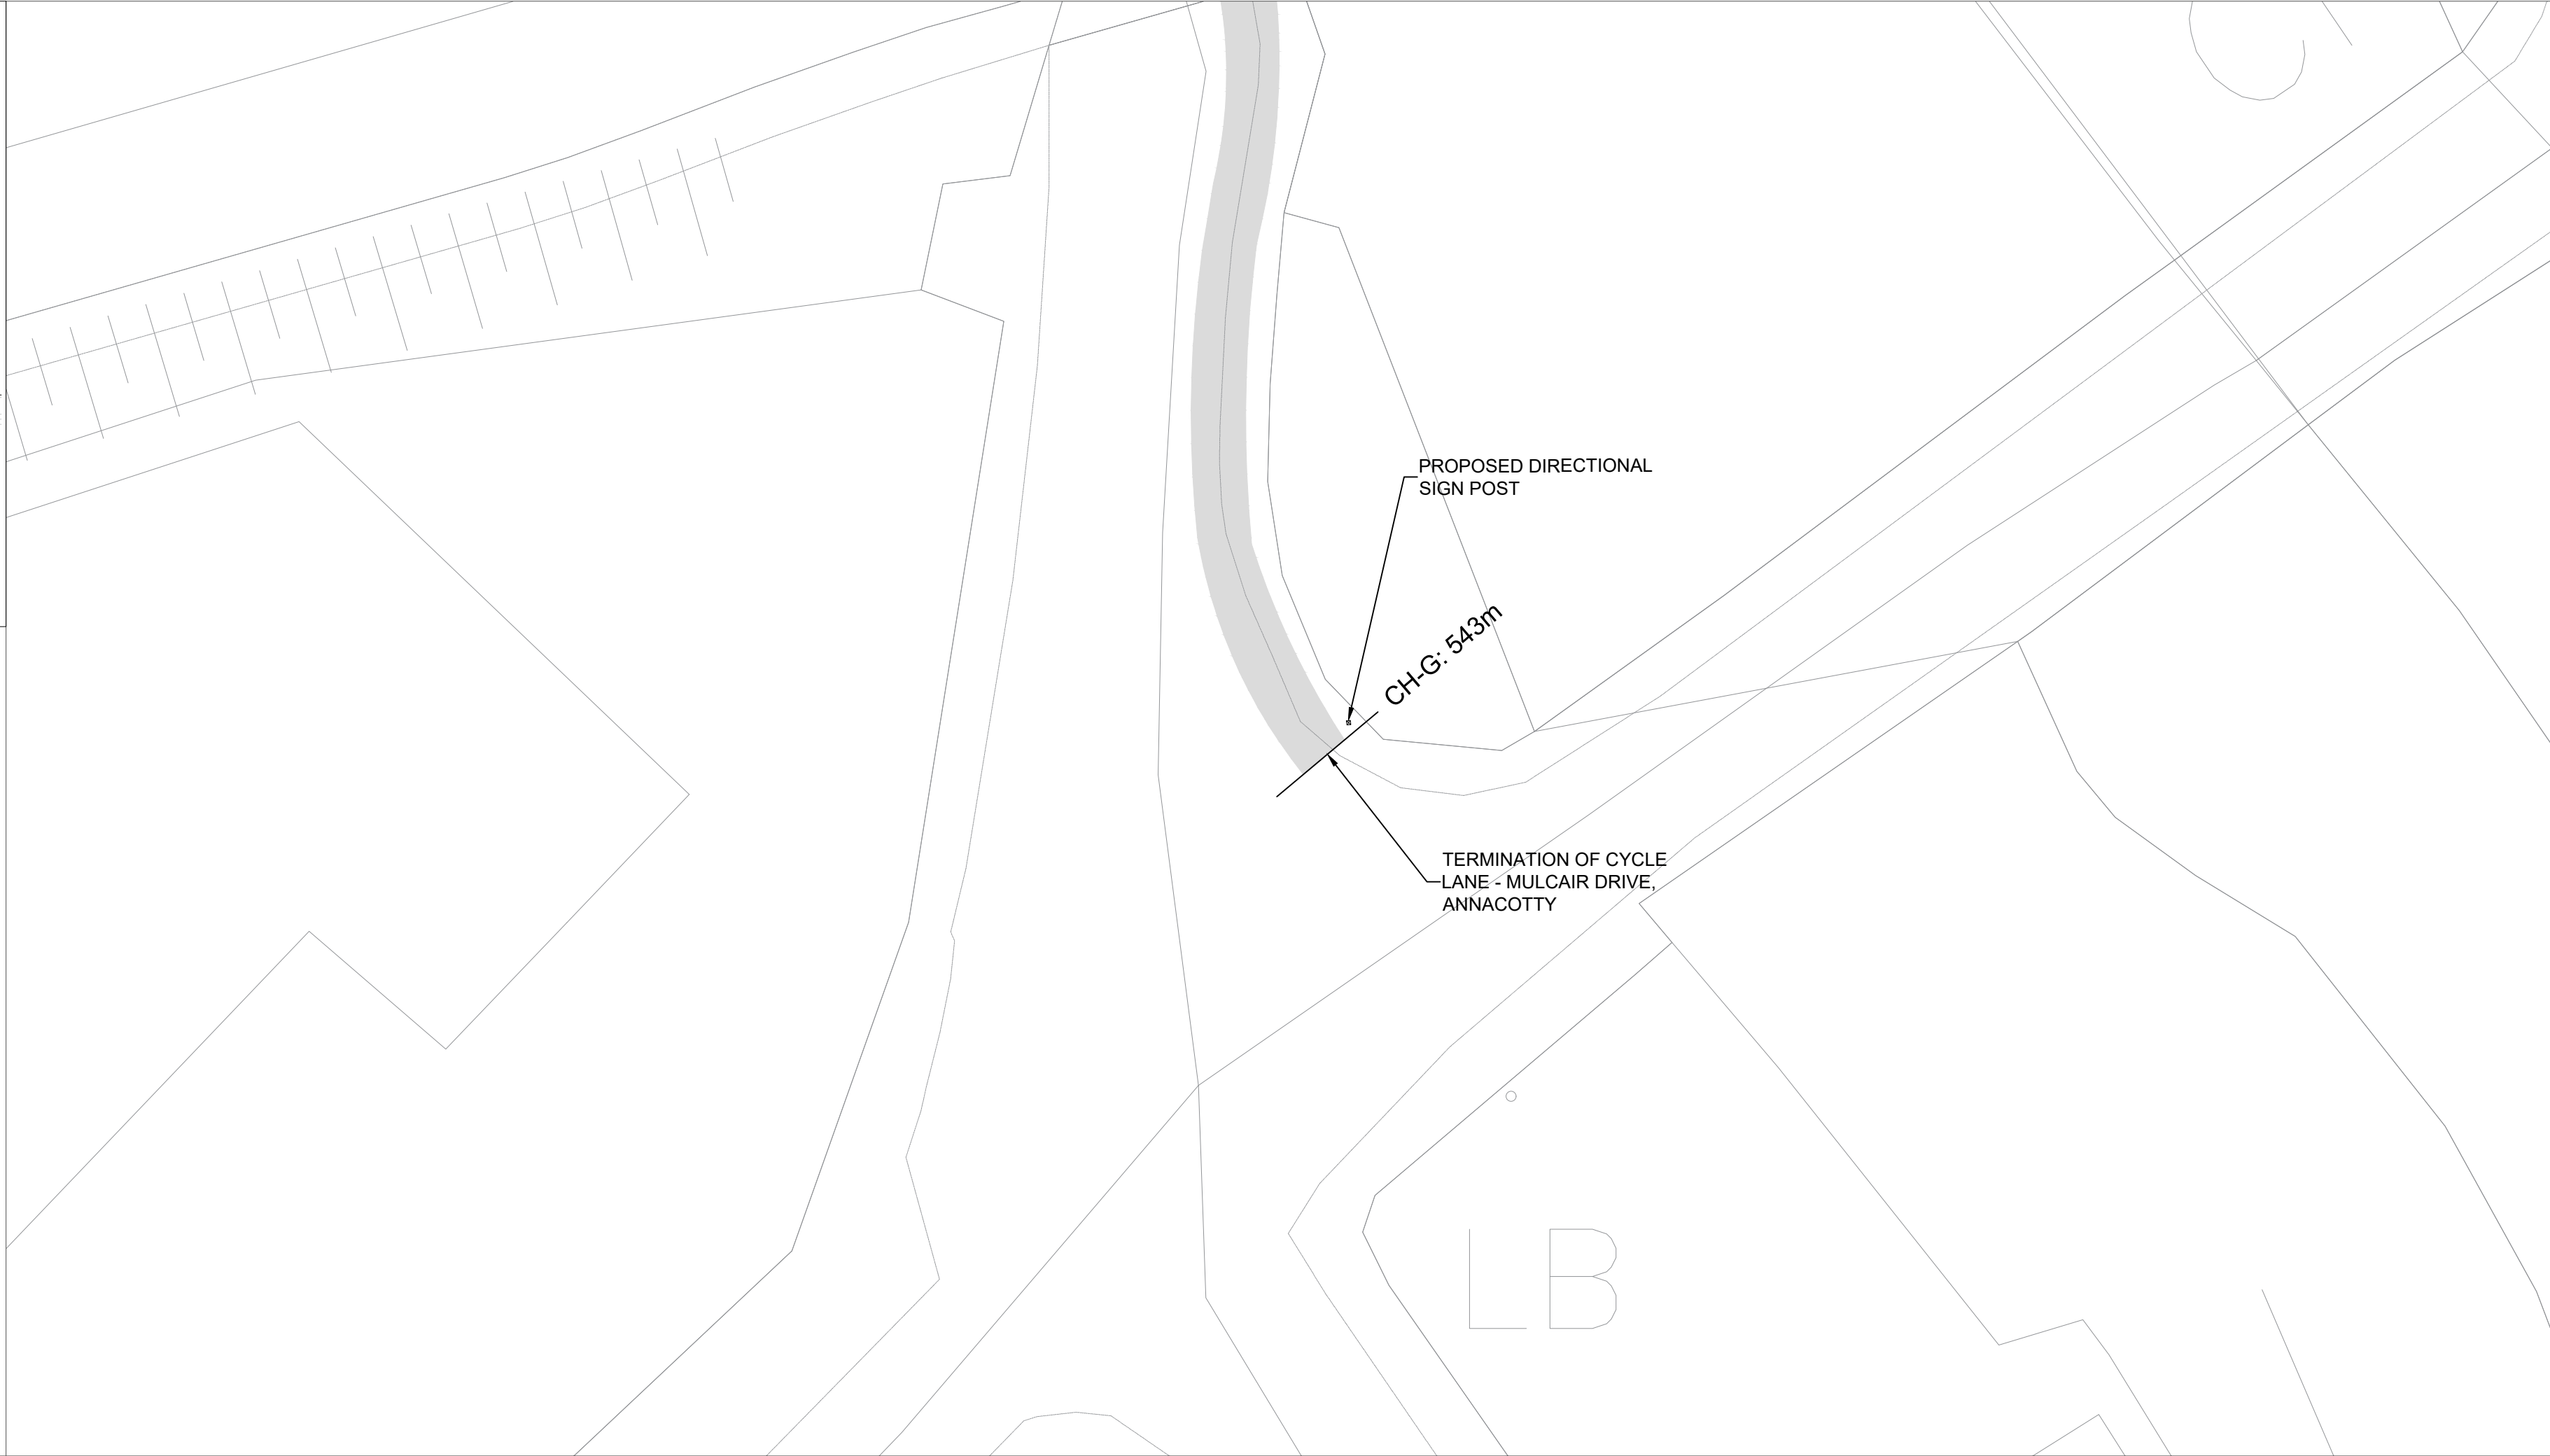 PROPOSED DIRECTIONAL
SIGN POST
CH-G: 543m
TERMINATION OF CYCLE
LANE - MULCAIR DRIVE,
ANNACOTTY
LB